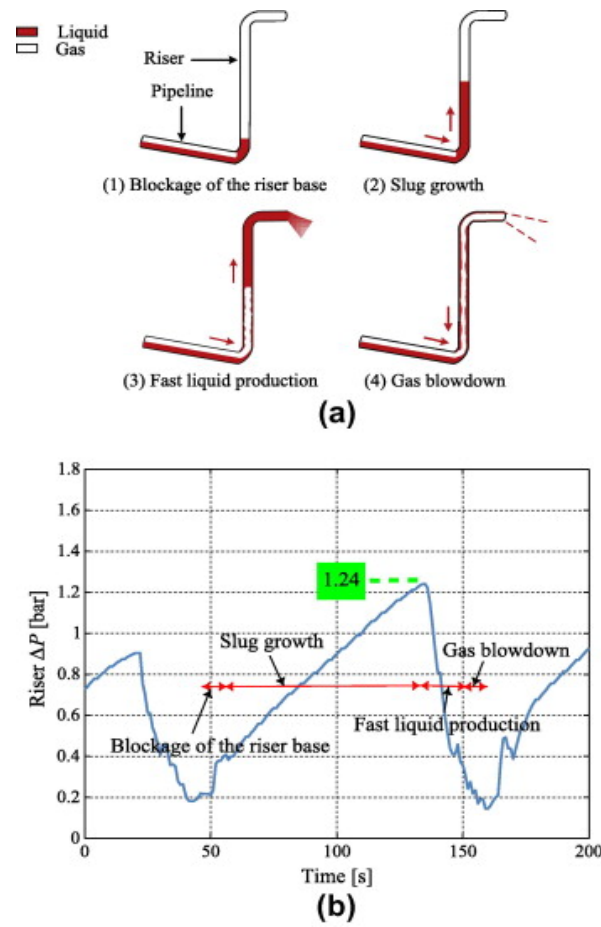 Liquid
Gas
Riser
Pipeline
(1) Blockage of the riser base
(2) Slug growth
(3) Fast liquid production
(4) Gas blowdown
(a)
1.8
1.6
1.4
1.2
1
0.8
0.6
0.4
0.2
0
Riser ΔP [bar]
1.24
Slug growth
Gas blowdown
Fast liquid production
Blockage of the riser base
0
50
100
150
200
Time [s]
(b)